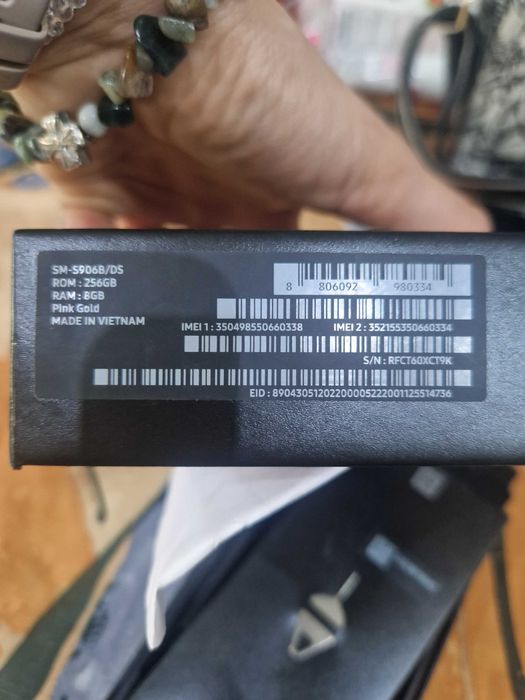 SM-S906B/DS
ROM : 256GB
RAM : 8GB
Pink Gold
MADE IN VIETNAM
8 806092 980334
IMEI 1 : 350498550660338 IMEI 2 : 352155350660334
S/N : RFCT60XCT9K
EID : 89043051202200005222001125514736